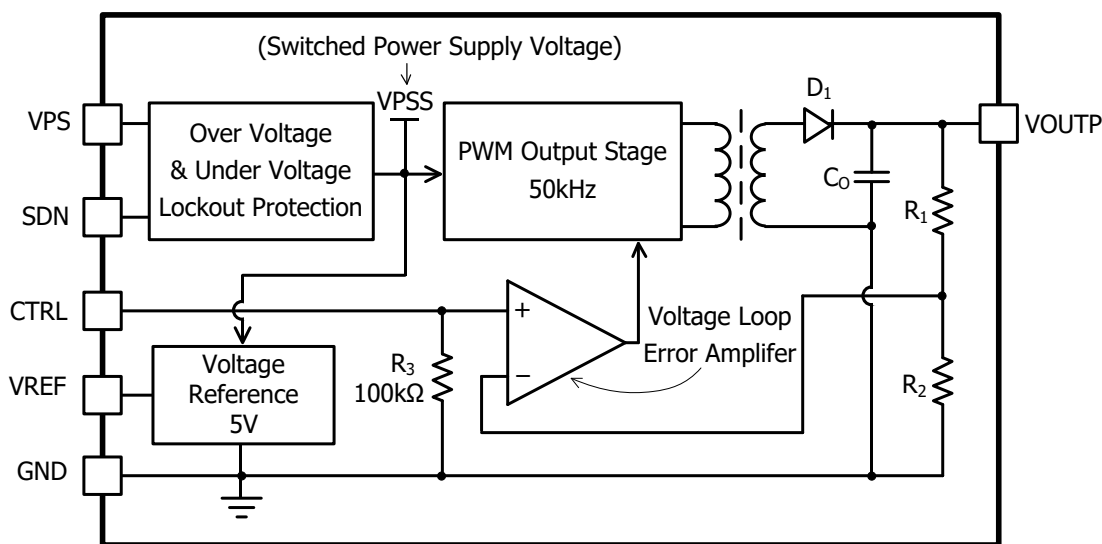 (Switched Power Supply Voltage)
VPSS
D1
VPS
Over Voltage
& Under Voltage
Lockout Protection
PWM Output Stage
50kHz
CO
R1
VOUTP
SDN
CTRL
+
−
Voltage Loop
Error Amplifer
R3
100kΩ
Voltage
Reference
5V
VREF
R2
GND